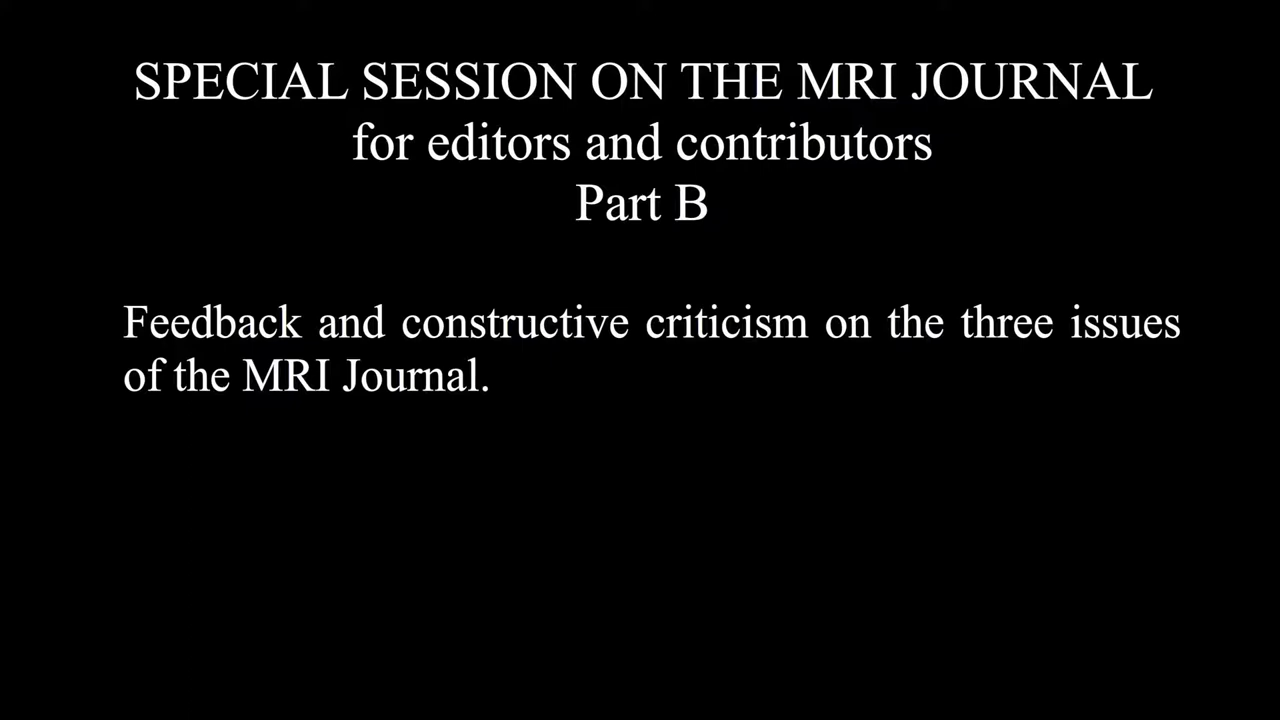 SPECIAL SESSION ON THE MRI JOURNAL
for editors and contributors
Part B
Feedback and constructive criticism on the three issues
of the MRI Journal.